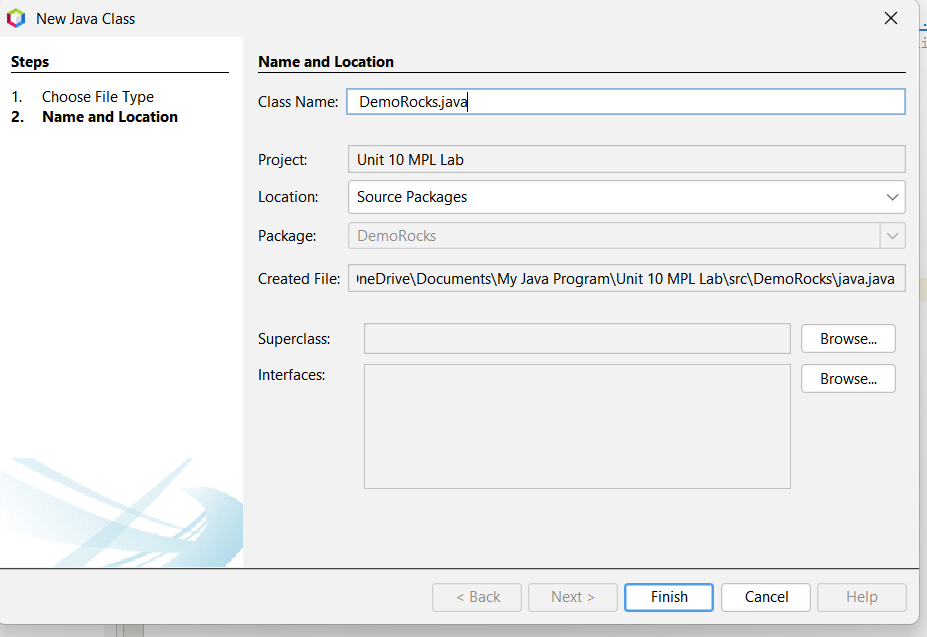 New Java Class
Steps
1. Choose File Type
2. Name and Location
Name and Location
Class Name: DemoRocks.java
Project: Unit 10 MPL Lab
Location: Source Packages
Package: DemoRocks
Created File: \Documents\My Java Program\Unit 10 MPL Lab\src\DemoRocks\java.java
Superclass: Browse...
Interfaces: Browse...
< Back Next > Finish Cancel Help